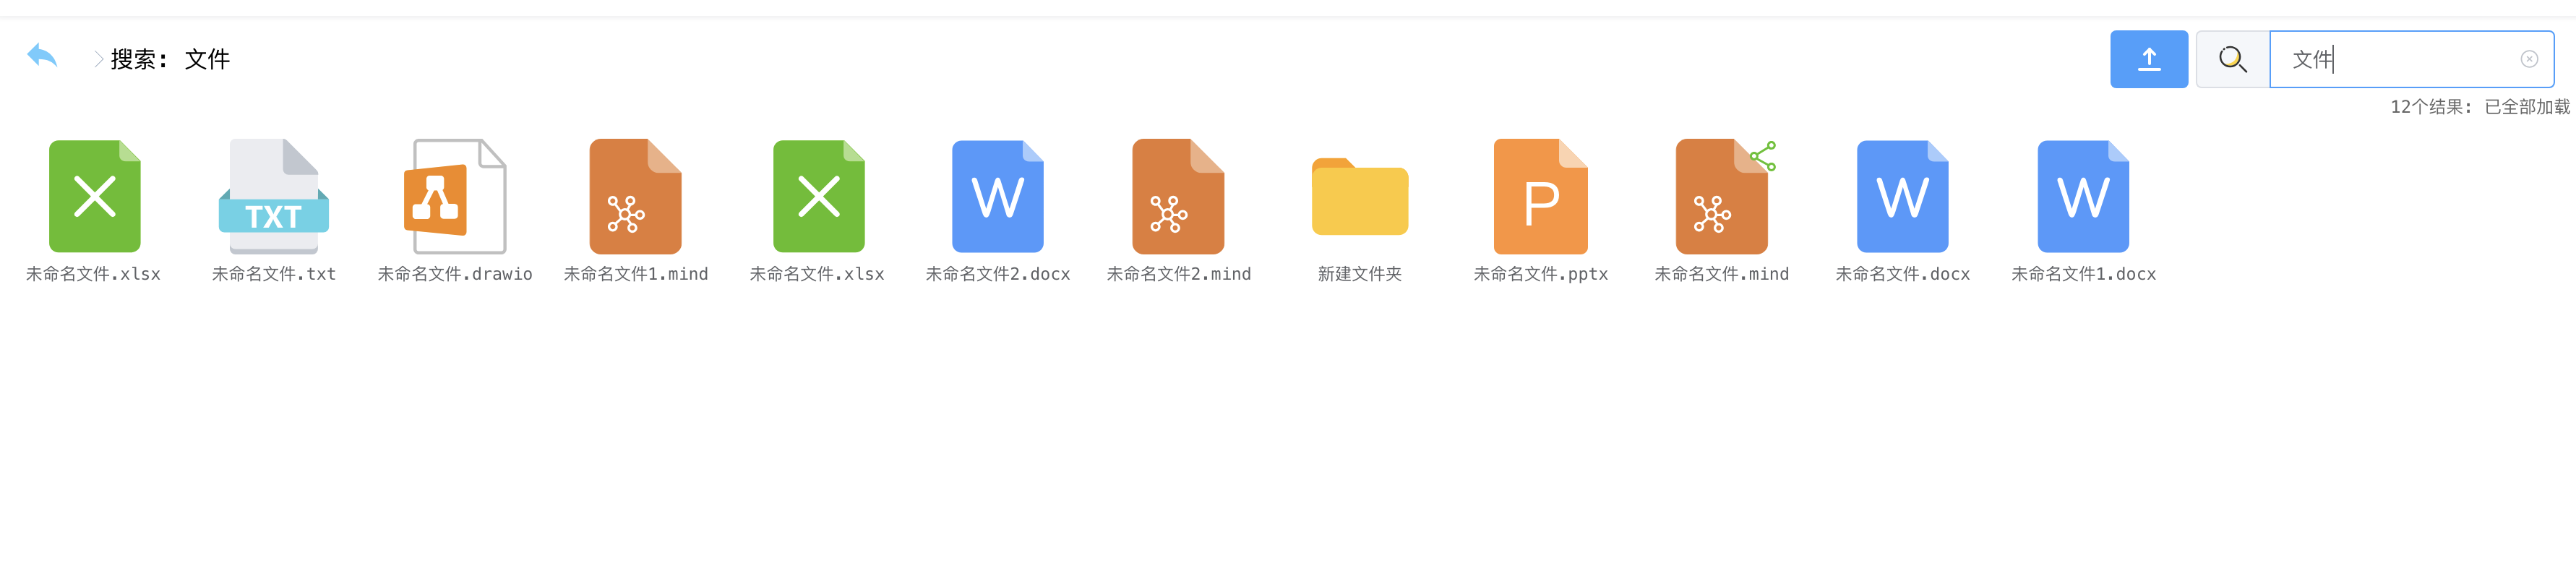 搜索: 文件
文件
12个结果: 已全部加载
X
TXT
X
W
P
W
W
未命名文件.xlsx
未命名文件.txt
未命名文件.drawio
未命名文件1.mind
未命名文件.xlsx
未命名文件2.docx
未命名文件2.mind
新建文件夹
未命名文件.pptx
未命名文件.mind
未命名文件.docx
未命名文件1.docx